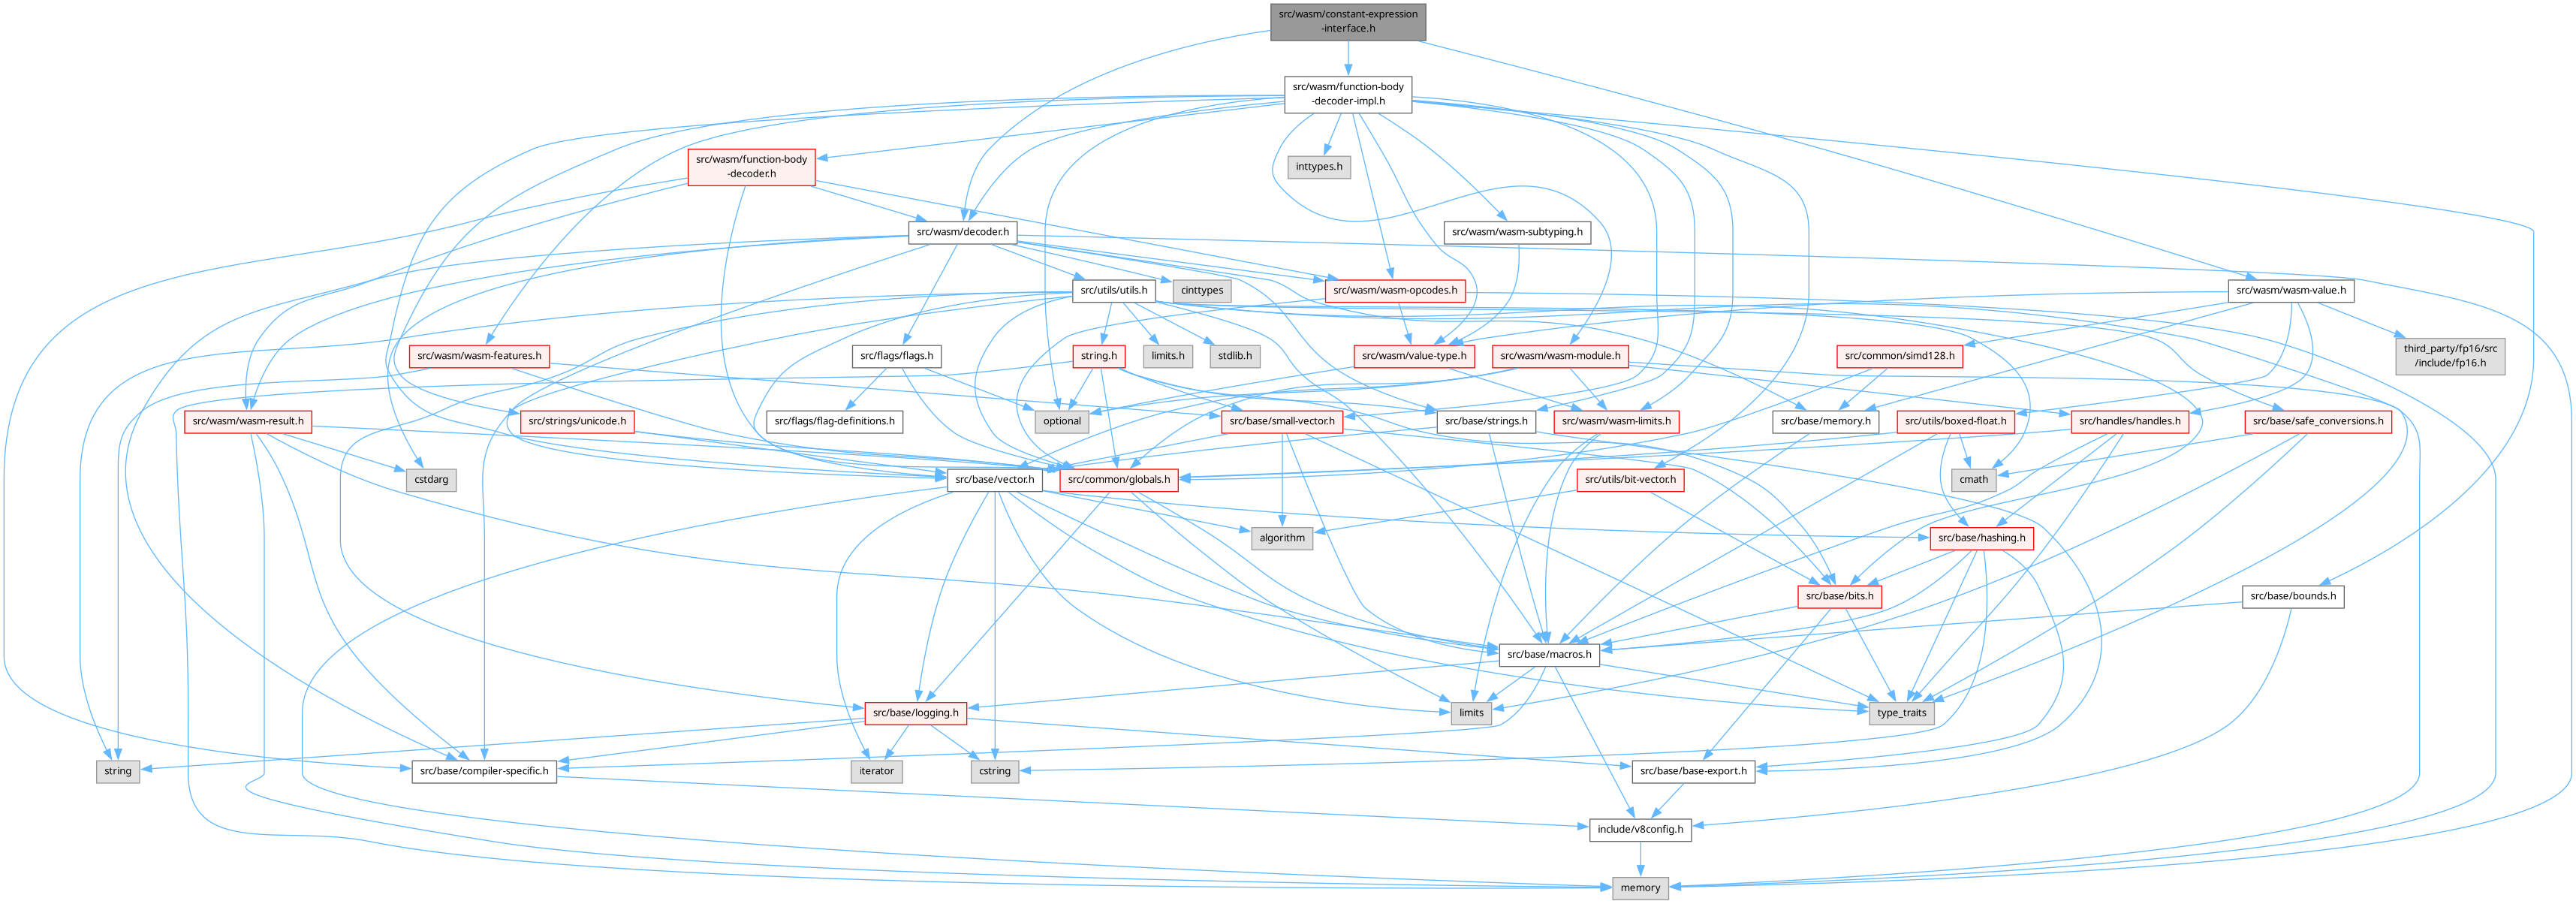 src/wasm/constant-expression
-interface.h
src/wasm/function-body
-decoder-impl.h
src/wasm/function-body
-decoder.h
inttypes.h
src/wasm/decoder.h
src/wasm/wasm-subtyping.h
src/utils/utils.h
cinttypes
src/wasm/wasm-opcodes.h
src/wasm/wasm-value.h
src/wasm/wasm-features.h
src/flags/flags.h
string.h
limits.h
stdlib.h
src/wasm/value-type.h
src/wasm/wasm-module.h
src/common/simd128.h
third_party/fp16/src
/include/fp16.h
src/wasm/wasm-result.h
src/strings/unicode.h
src/flags/flag-definitions.h
optional
src/base/small-vector.h
src/base/strings.h
src/wasm/wasm-limits.h
src/base/memory.h
src/utils/boxed-float.h
src/handles/handles.h
src/base/safe_conversions.h
cstdarg
src/base/vector.h
src/common/globals.h
src/utils/bit-vector.h
cmath
algorithm
src/base/hashing.h
src/base/bits.h
src/base/bounds.h
src/base/macros.h
src/base/logging.h
limits
type_traits
string
src/base/compiler-specific.h
iterator
cstring
src/base/base-export.h
include/v8config.h
memory